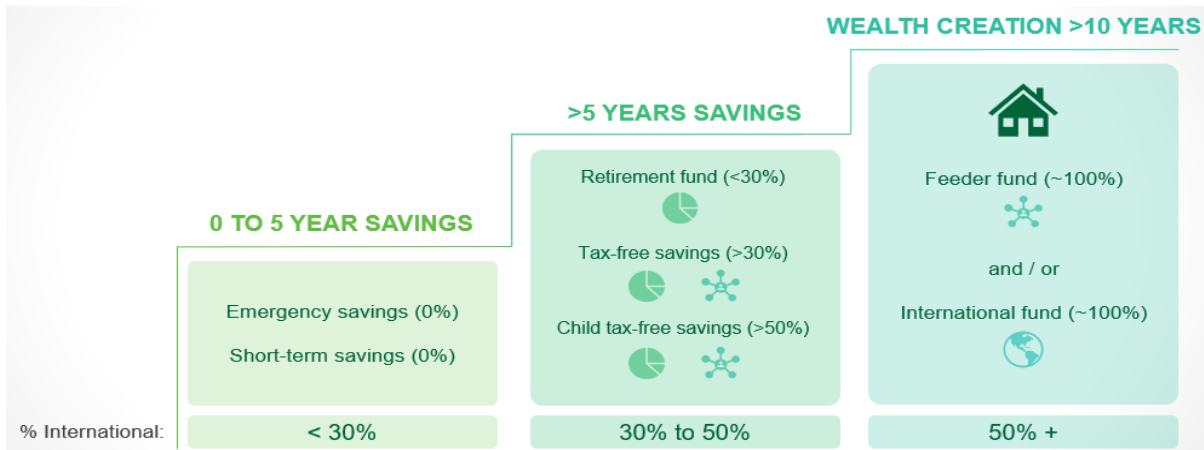 WEALTH CREATION >10 YEARS
>5 YEARS SAVINGS
0 TO 5 YEAR SAVINGS
Emergency savings (0%)
Short-term savings (0%)
Retirement fund (<30%)
Tax-free savings (>30%)
Child tax-free savings (>50%)
Feeder fund (~100%)
and / or
International fund (~100%)
% International:
< 30%
30% to 50%
50% +